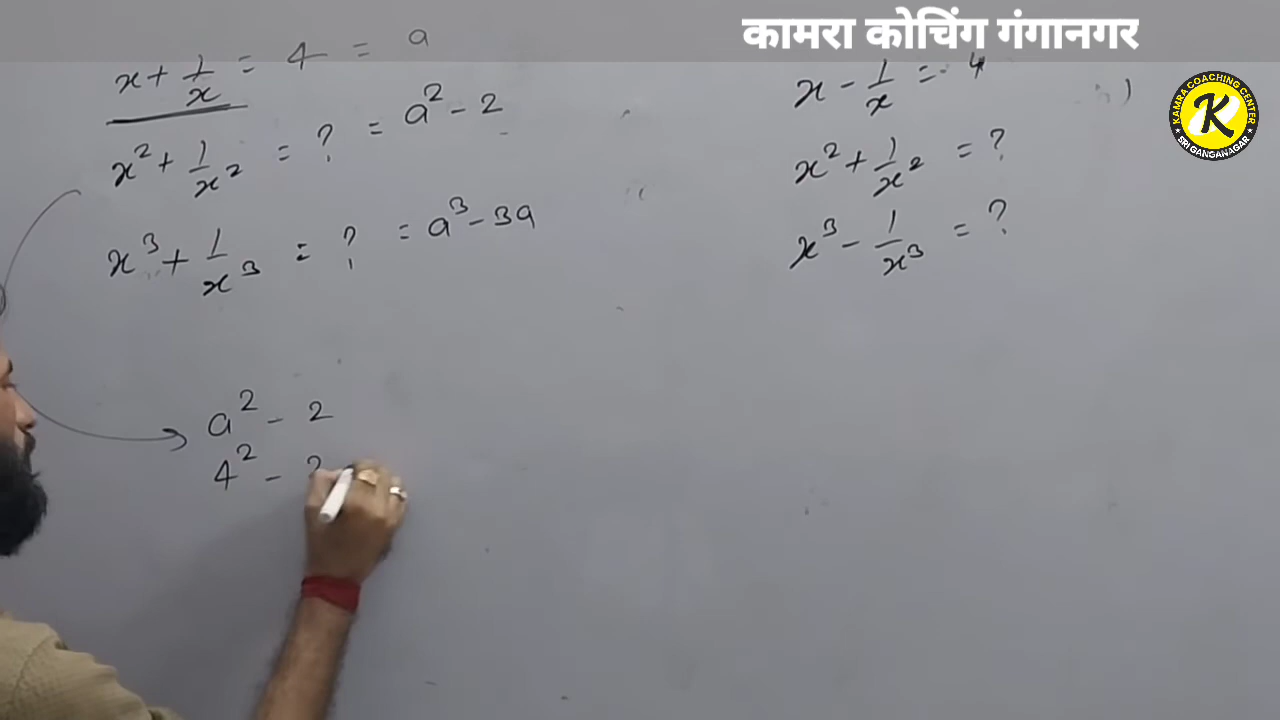 कामरा कोचिंग गंगानगर
KAMRA COACHING CENTER
K
SRI GANGANAGAR
x + 1/x = 4 = a
x² + 1/x² = ? = a² - 2
x³ + 1/x³ = ? = a³ - 3a
a² - 2
4² - 2
x - 1/x = 4
x² + 1/x² = ?
x³ - 1/x³ = ?